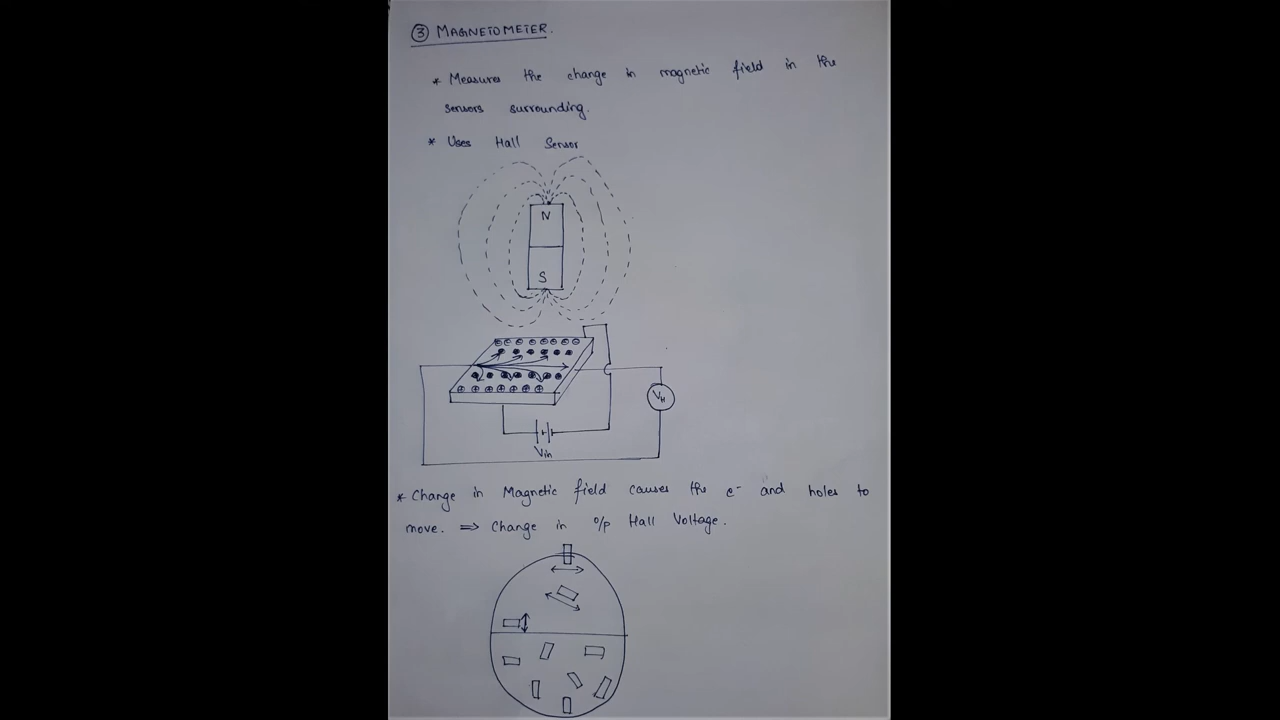 ③ MAGNETOMETER.
* Measures the change in magnetic field in the
sensors surrounding.
* Uses Hall Sensor
N
S
VH
Vin
* Change in Magnetic field causes the e⁻ and holes to
move. ⇒ Change in o/p Hall Voltage.